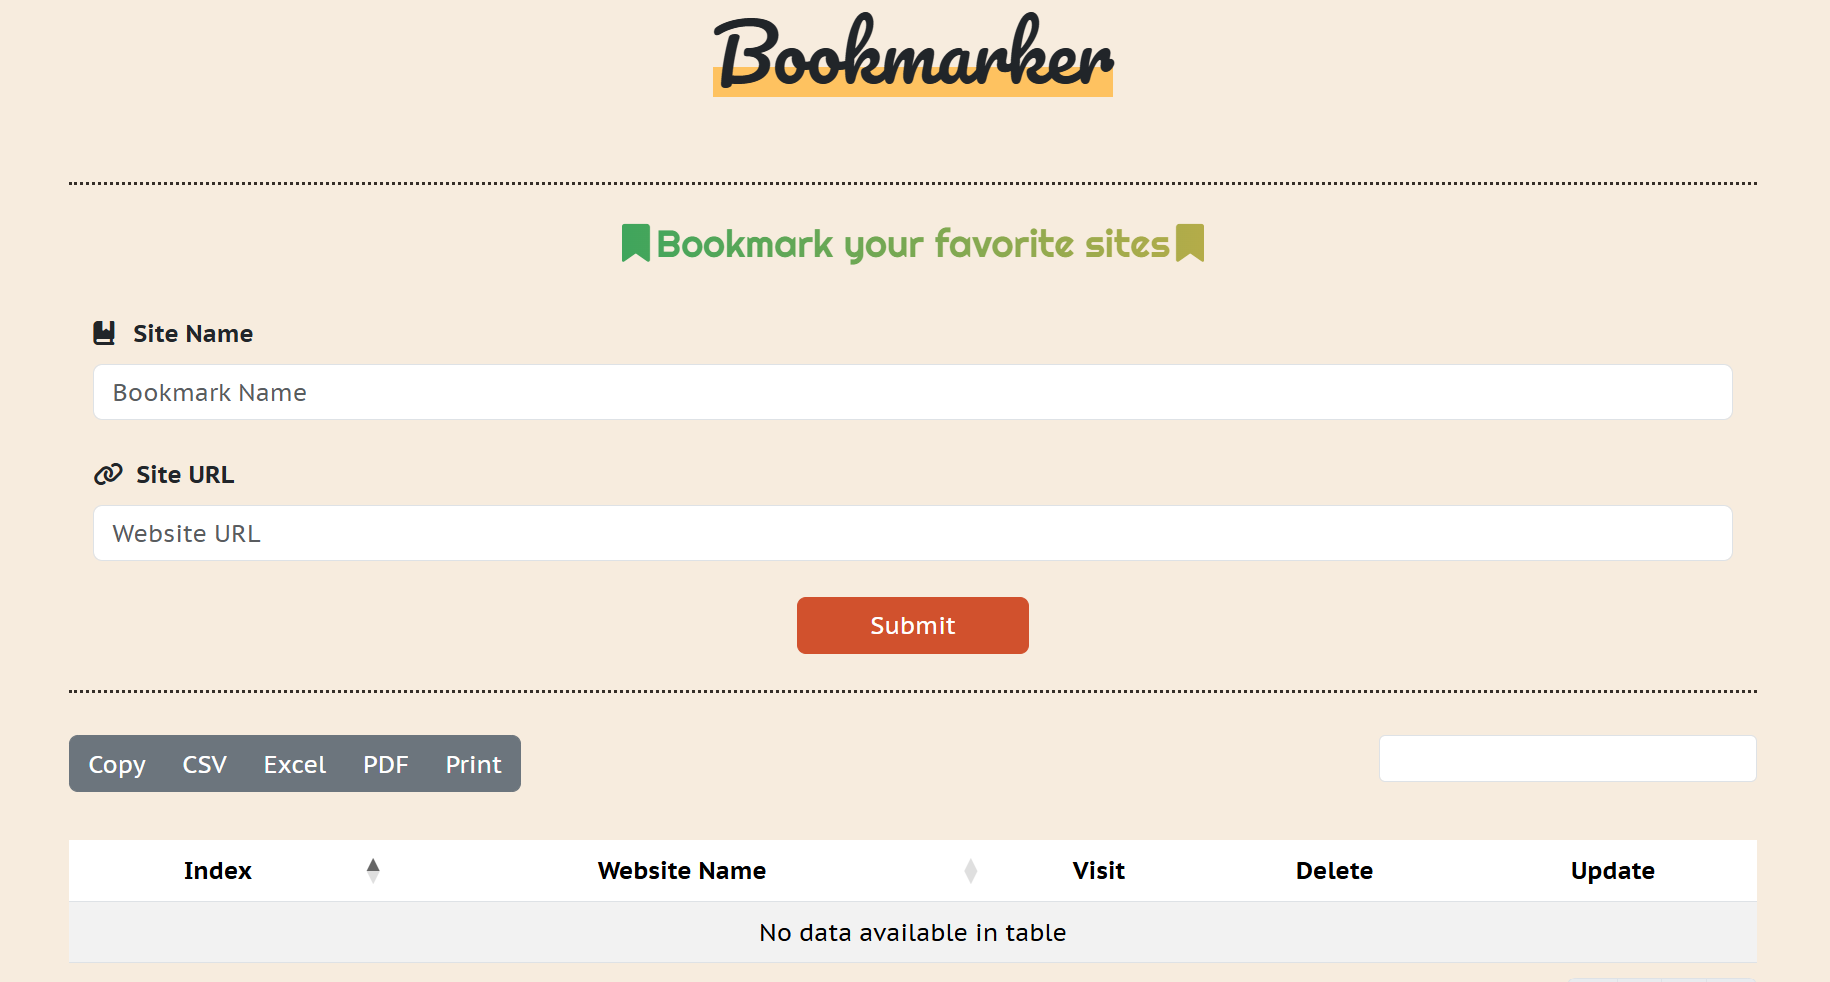 Bookmarker
Bookmark your favorite sites
Site Name
Bookmark Name
Site URL
Website URL
Submit
Copy CSV Excel PDF Print
Index Website Name Visit Delete Update
No data available in table